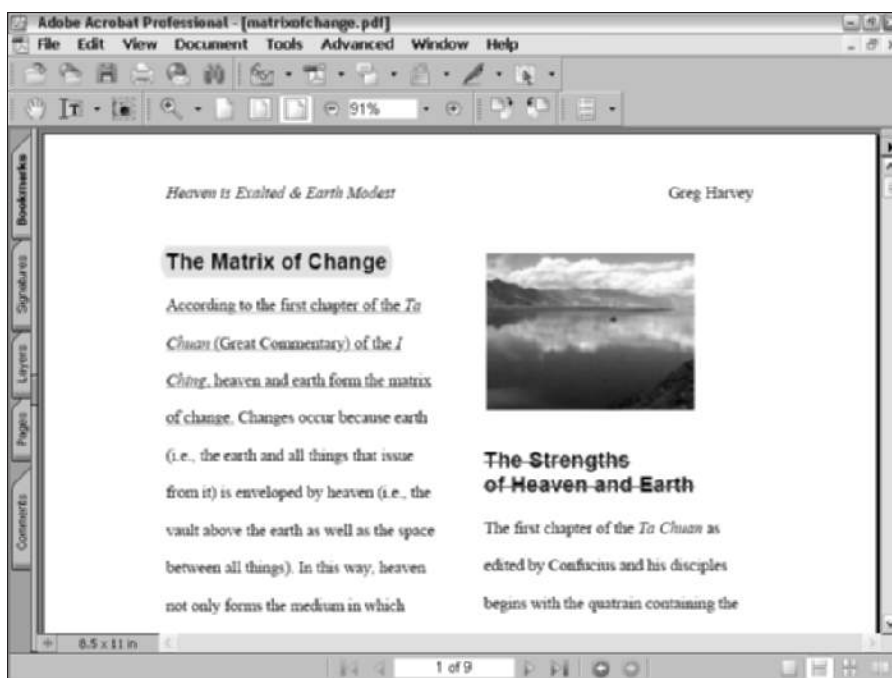 Adobe Acrobat Professional - [matrixofchange.pdf]
File Edit View Document Tools Advanced Window Help
91%
Bookmarks
Signatures
Layers
Pages
Comments
Heaven is Exalted & Earth Modest
Greg Harvey
The Matrix of Change
According to the first chapter of the Ta
Chuan (Great Commentary) of the I
Ching, heaven and earth form the matrix
of change. Changes occur because earth
(i.e., the earth and all things that issue
from it) is enveloped by heaven (i.e., the
vault above the earth as well as the space
between all things). In this way, heaven
not only forms the medium in which
The Strengths
of Heaven and Earth
The first chapter of the Ta Chuan as
edited by Confucius and his disciples
begins with the quatrain containing the
8.5 x 11 in
1 of 9